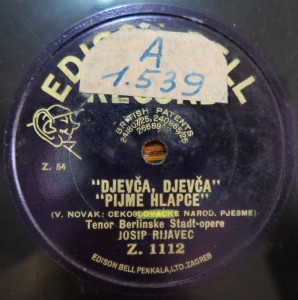 A
1.539
EDISON BELL
RECORD
BRITISH PATENTS
Z. 54
"DJEVČA, DJEVČA"
"PIJME HLAPCE"
(V. NOVAK: ČEKOSLOVAČKE NAROD. PJESME)
Tenor Berlinske Stadt-opere
JOSIP RIJAVEC
Z. 1112
EDISON BELL PENKALA, LTD. ZAGREB